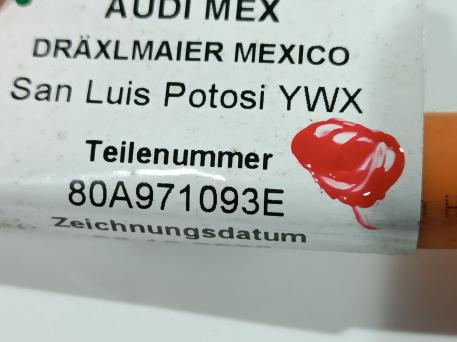 AUDI MEX
DRÄXLMAIER MEXICO
San Luis Potosi YWX
Teilenummer
80A971093E
Zeichnungsdatum